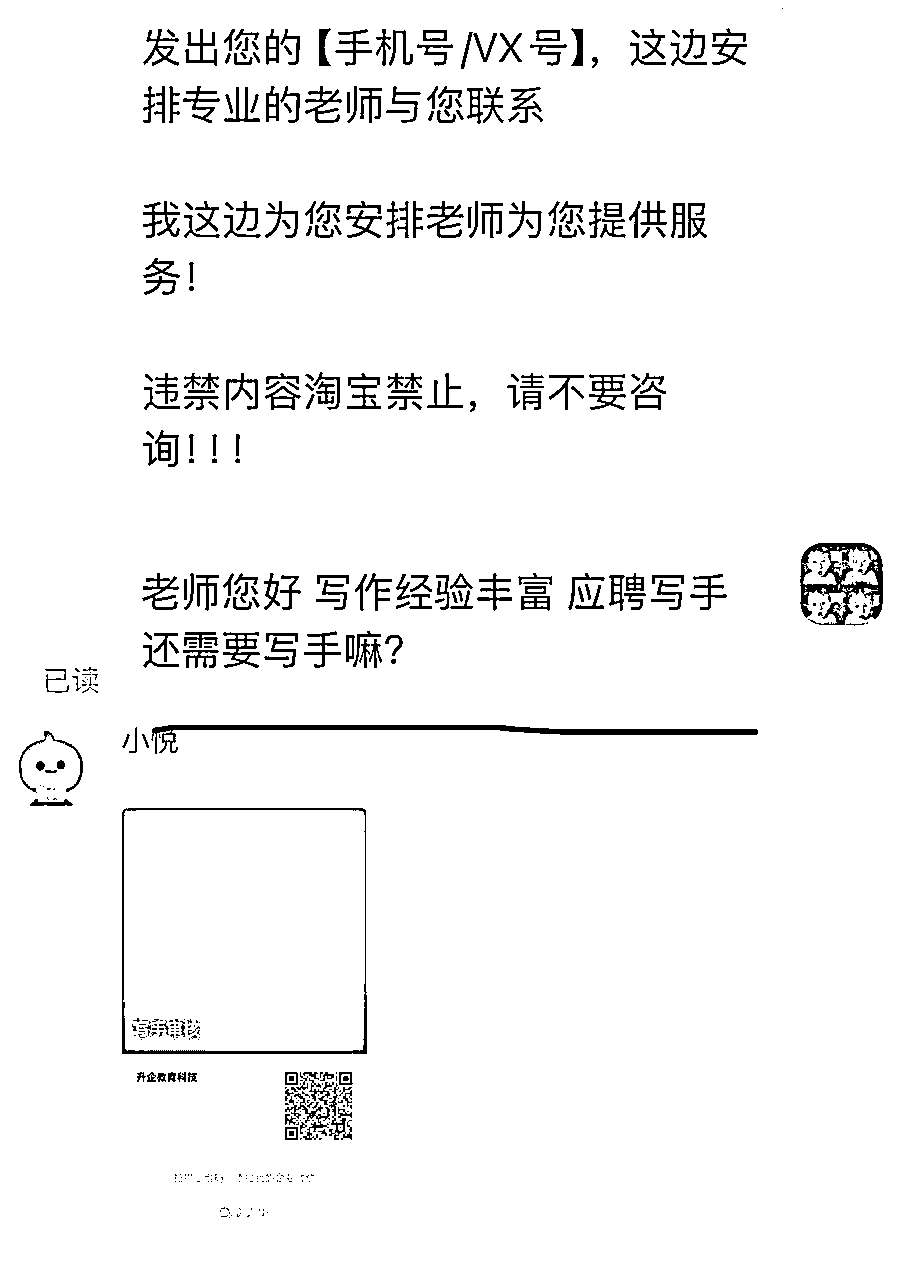 发出您的【手机号/VX号】，这边安
排专业的老师与您联系
我这边为您安排老师为您提供服
务！
违禁内容淘宝禁止，请不要咨
询！！！
老师您好 写作经验丰富 应聘写手
还需要写手嘛？
已读
小悦
写手审核
升企教育科技